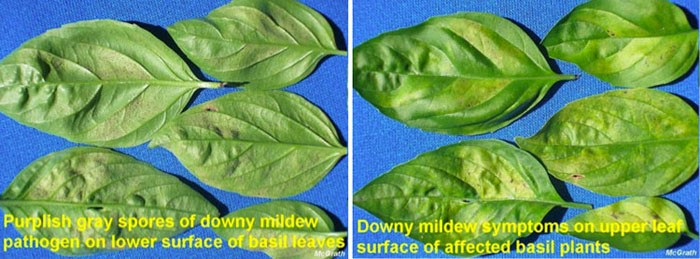 Purplish gray spores of downy mildew
pathogen on lower surface of basil leaves
McGrath
Downy mildew symptoms on upper leaf
surface of affected basil plants
McGrath